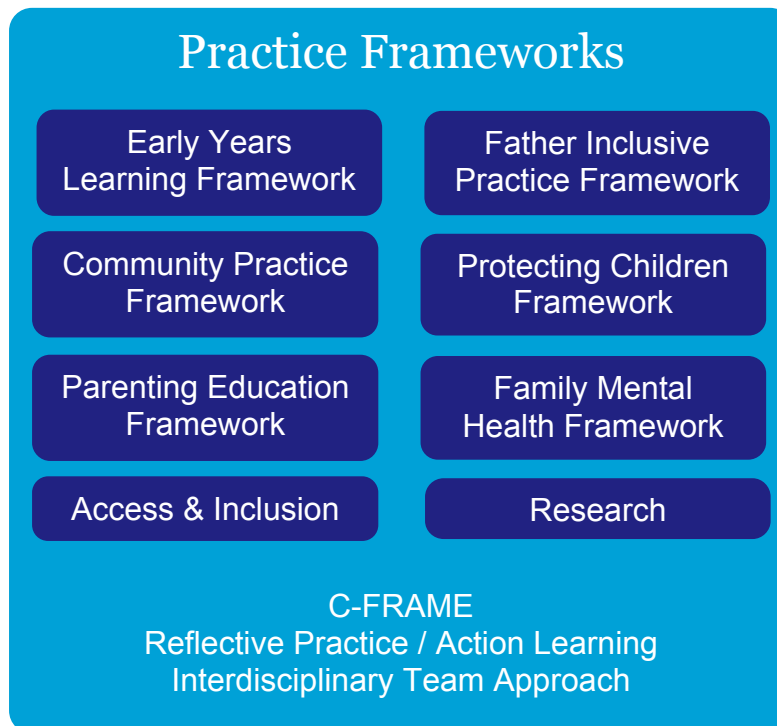 Practice Frameworks
Early Years
Learning Framework
Father Inclusive
Practice Framework
Community Practice
Framework
Protecting Children
Framework
Parenting Education
Framework
Family Mental
Health Framework
Access & Inclusion
Research
C-FRAME
Reflective Practice / Action Learning
Interdisciplinary Team Approach